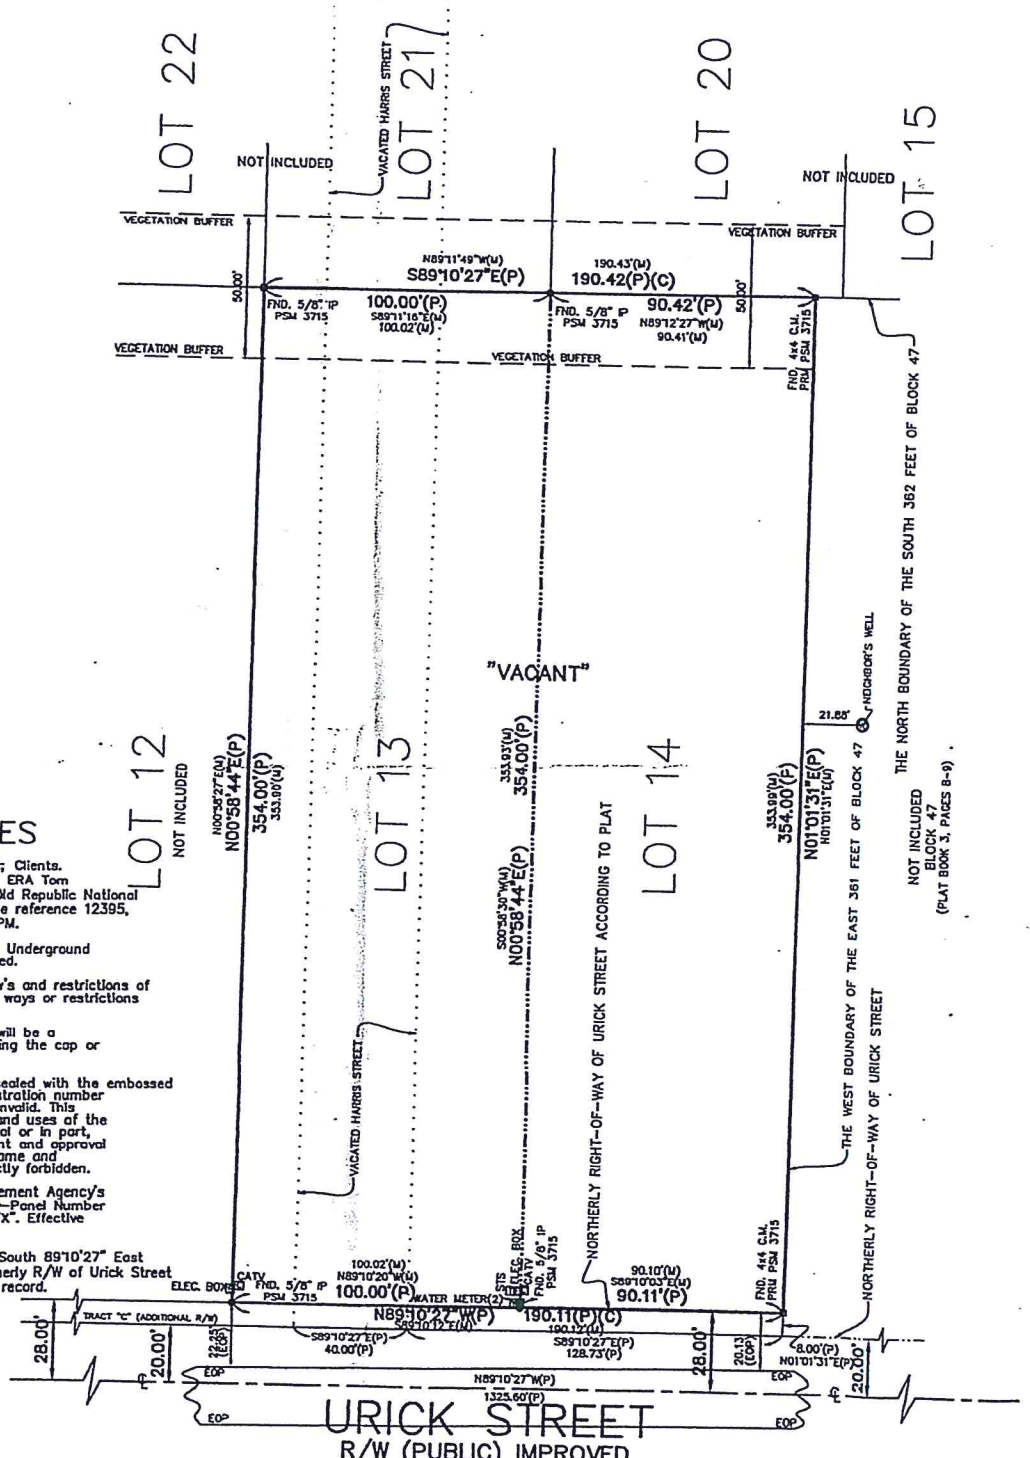 LOT 22
LOT 21
LOT 20
LOT 15
VACATED HARRIS STREET
NOT INCLUDED
NOT INCLUDED
VEGETATION BUFFER
VEGETATION BUFFER
50.00'
50.00'
N89°11'49"W(M)
S89°10'27"E(P)
190.43'(M)
190.42'(P)(C)
FND. 5/8" IP
PSM 3715
100.00'(P)
S89°11'16"E(M)
100.02'(M)
FND. 5/8" IP
PSM 3715
90.42'(P)
N89°12'27"W(M)
90.41'(M)
VEGETATION BUFFER
VEGETATION BUFFER
FND. 4x4 C.M.
PRM PSM 3715
THE NORTH BOUNDARY OF THE SOUTH 362 FEET OF BLOCK 47
"VACANT"
21.88'
NEIGHBOR'S WELL
LOT 12
NOT INCLUDED
N00°58'27"E(M)
N00°58'44"E(P)
354.00'(P)
353.90'(M)
LOT 13
353.93'(M)
354.00'(P)
S00°58'30"W(M)
N00°58'44"E(P)
LOT 14
353.99'(M)
354.00'(P)
N01°01'31"E(P)
N01°01'31"E(M)
NOT INCLUDED
BLOCK 47
(PLAT BOOK 3, PAGES 8-9).
THE WEST BOUNDARY OF THE EAST 361 FEET OF BLOCK 47
NORTHERLY RIGHT-OF-WAY OF URICK STREET ACCORDING TO PLAT
NORTHERLY RIGHT-OF-WAY OF URICK STREET
VACATED HARRIS STREET
ES
; Clients.
ERA Tom
ld Republic National
e reference 12395,
PM.
Underground
ed.
y's and restrictions of
ways or restrictions
will be a
ing the cap or
sealed with the embossed
stration number
nvalid. This
and uses of the
al or in part,
nt and approval
ame and
ctly forbidden.
ement Agency's
-Panel Number
"X". Effective
South 89°10'27" East
erly R/W of Urick Street
record.
ELEC. BOX
CATV
FND. 5/8" IP
PSM 3715
100.02'(M)
N89°10'20"W(M)
100.00'(P)
WATER METER(2)
ELEC. BOX
CATV
FND. 5/8" IP
PSM 3715
90.10'(M)
S89°10'03"E(M)
90.11'(P)
FND. 4x4 C.M.
PRM PSM 3715
N89°10'27"W(P)
190.11(P)(C)
S89°10'12"E(M)
190.12'(M)
TRACT "C" (ADDITIONAL R/W)
28.00'
20.00'
(EOP)
S89°10'27"E(P)
40.00'(P)
S89°10'27"E(P)
128.73'(P)
28.00'
20.13
(EOP)
8.00'(P)
N01°01'31"E(P)
20.00'
EOP
EOP
N89°10'27"W(P)
1325.60'(P)
EOP
EOP
URICK STREET
R/W (PUBLIC) IMPROVED